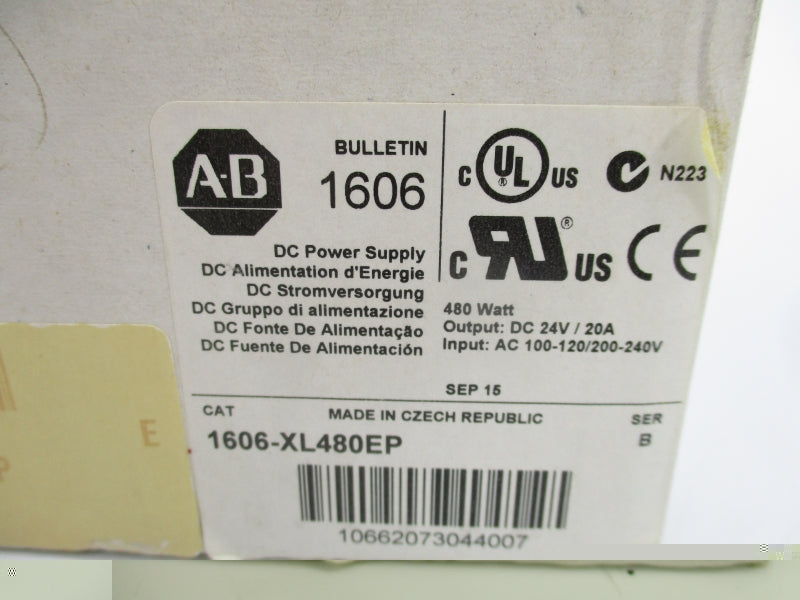 A-B
BULLETIN
1606
DC Power Supply
DC Alimentation d'Energie
DC Stromversorgung
DC Gruppo di alimentazione
DC Fonte De Alimentação
DC Fuente De Alimentación
C UL ® US
N223
C RU ® US
CE
480 Watt
Output: DC 24V / 20A
Input: AC 100-120/200-240V
SEP 15
CAT
MADE IN CZECH REPUBLIC
SER
1606-XL480EP
B
10662073044007
E
P